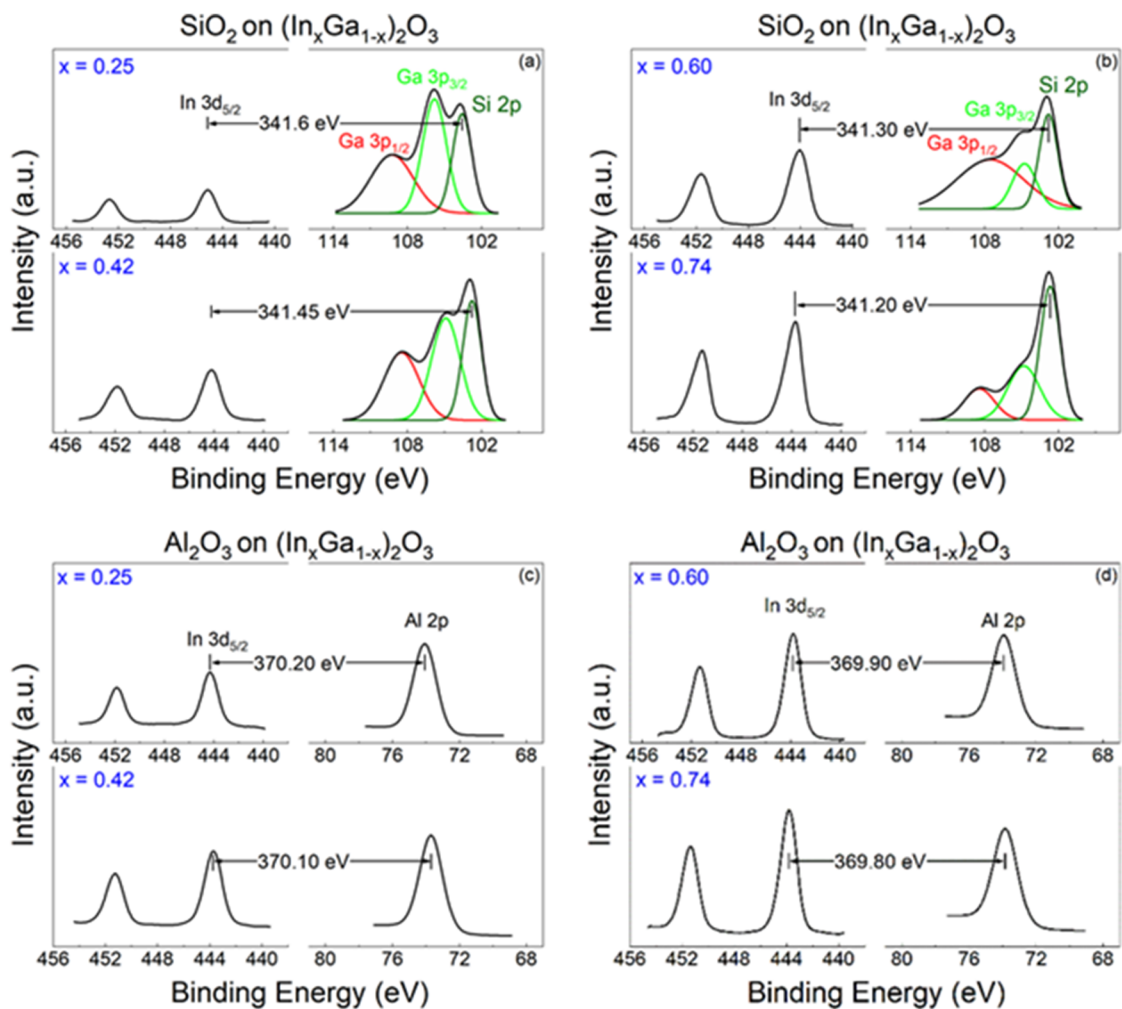 SiO₂ on (InₓGa₁₋ₓ)₂O₃
x = 0.25
(a)
Ga 3p₃/₂
In 3d₅/₂
Si 2p
341.6 eV
Ga 3p₁/₂
456 452 448 444 440 114 108 102
x = 0.42
341.45 eV
456 452 448 444 440 114 108 102
Intensity (a.u.)
Binding Energy (eV)
SiO₂ on (InₓGa₁₋ₓ)₂O₃
x = 0.60
(b)
Si 2p
In 3d₅/₂
Ga 3p₃/₂
341.30 eV
Ga 3p₁/₂
456 452 448 444 440 114 108 102
x = 0.74
341.20 eV
456 452 448 444 440 114 108 102
Intensity (a.u.)
Binding Energy (eV)
Al₂O₃ on (InₓGa₁₋ₓ)₂O₃
x = 0.25
(c)
Al 2p
In 3d₅/₂
370.20 eV
456 452 448 444 440 80 76 72 68
x = 0.42
370.10 eV
456 452 448 444 440 80 76 72 68
Intensity (a.u.)
Binding Energy (eV)
Al₂O₃ on (InₓGa₁₋ₓ)₂O₃
x = 0.60
(d)
In 3d₅/₂
Al 2p
369.90 eV
456 452 448 444 440 80 76 72 68
x = 0.74
369.80 eV
456 452 448 444 440 80 76 72 68
Intensity (a.u.)
Binding Energy (eV)